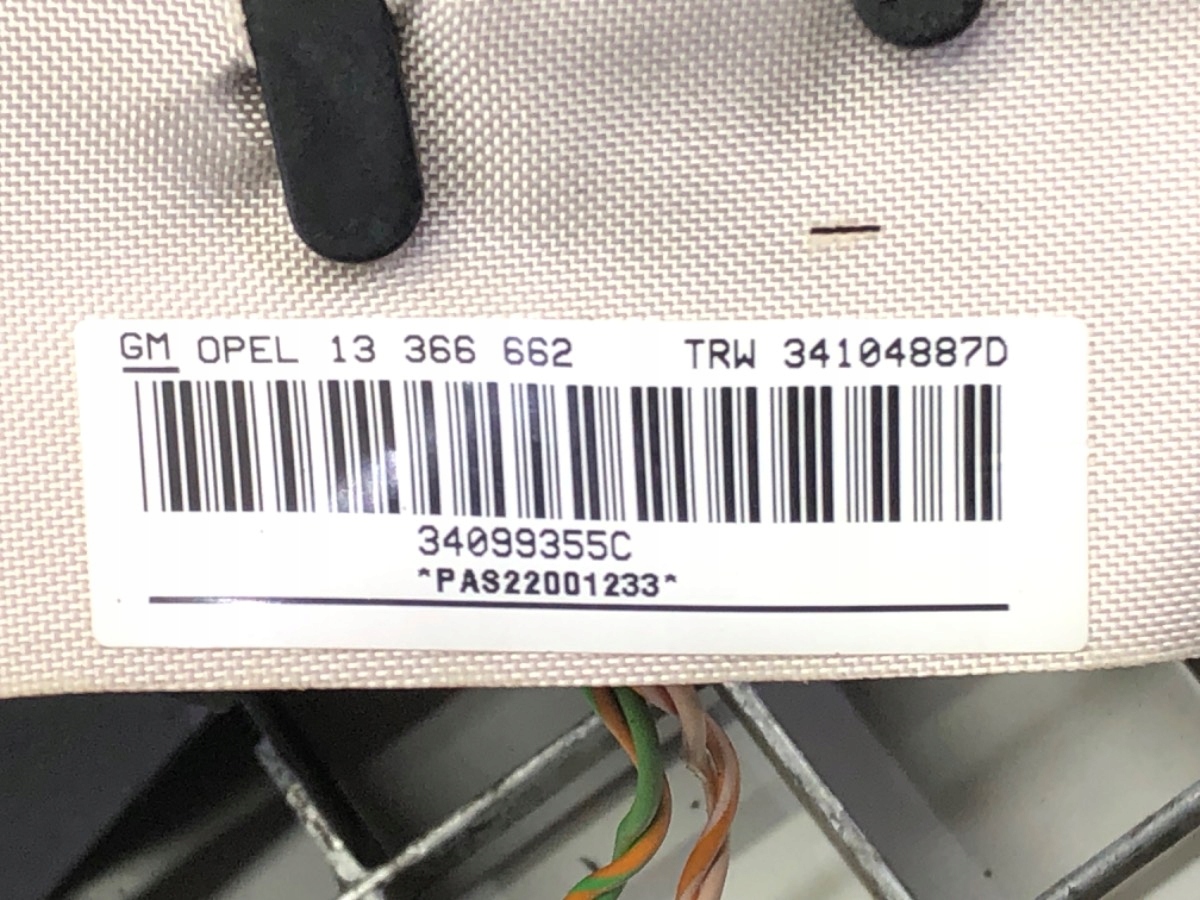 GM OPEL 13 366 662 TRW 34104887D
34099355C
*PAS22001233*